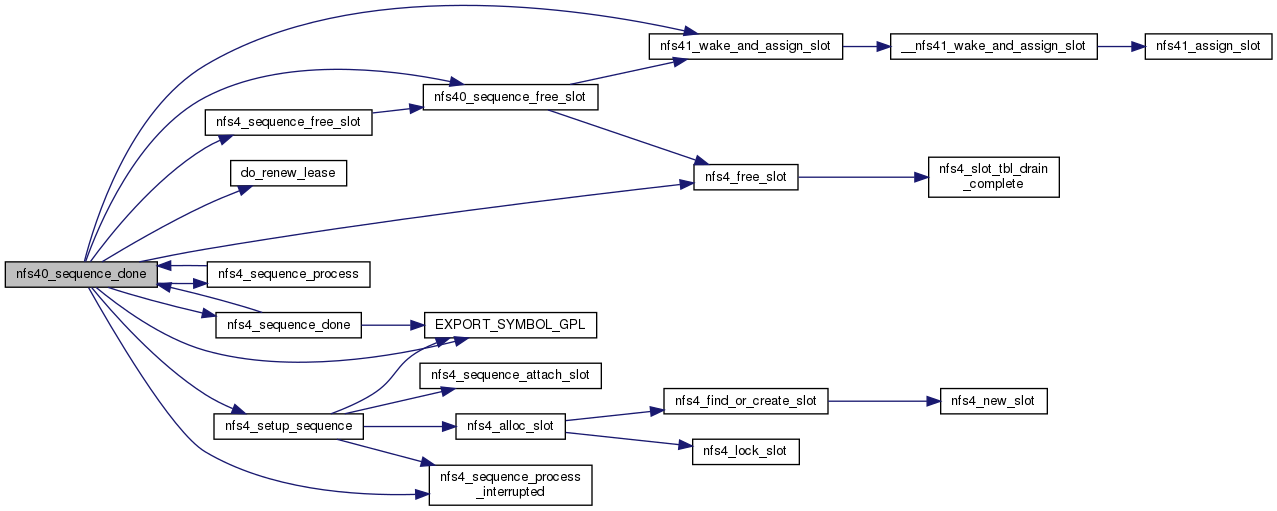 nfs41_wake_and_assign_slot
__nfs41_wake_and_assign_slot
nfs41_assign_slot
nfs40_sequence_free_slot
nfs4_sequence_free_slot
do_renew_lease
nfs4_free_slot
nfs4_slot_tbl_drain
_complete
nfs40_sequence_done
nfs4_sequence_process
nfs4_sequence_done
EXPORT_SYMBOL_GPL
nfs4_sequence_attach_slot
nfs4_find_or_create_slot
nfs4_new_slot
nfs4_setup_sequence
nfs4_alloc_slot
nfs4_lock_slot
nfs4_sequence_process
_interrupted